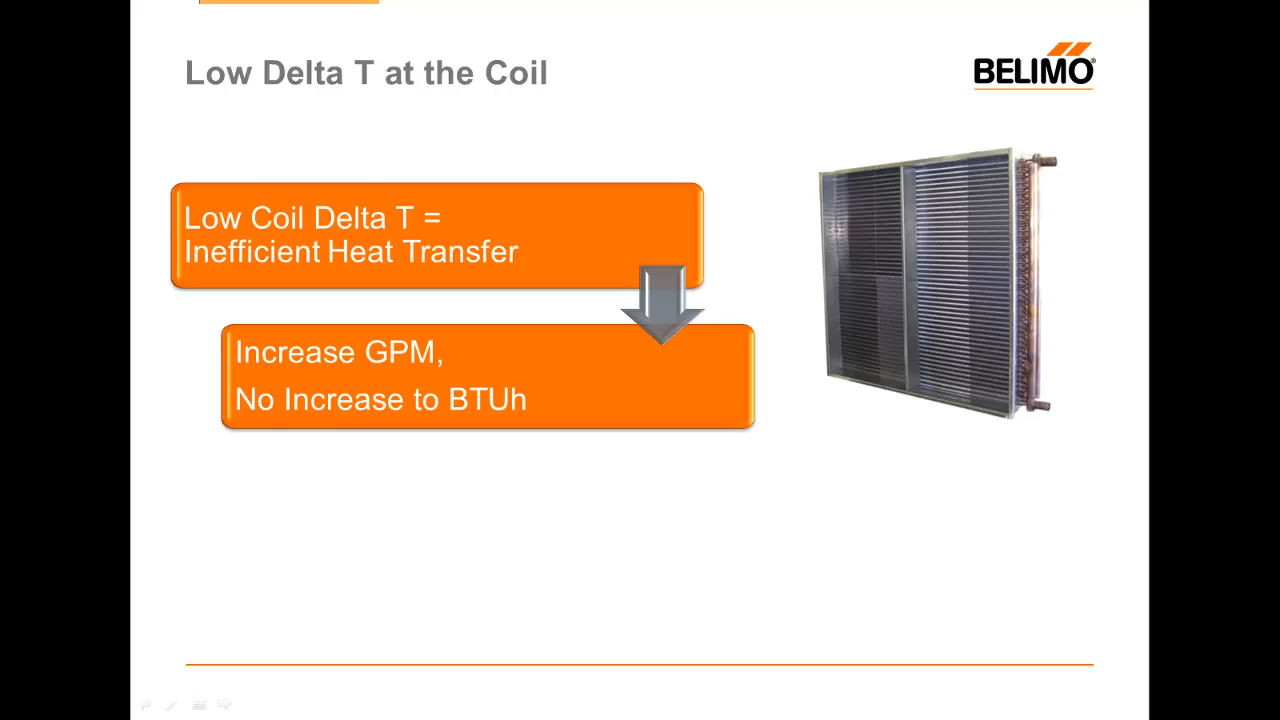 Low Delta T at the Coil
BELIMO®
Low Coil Delta T =
Inefficient Heat Transfer
Increase GPM,
No Increase to BTUh